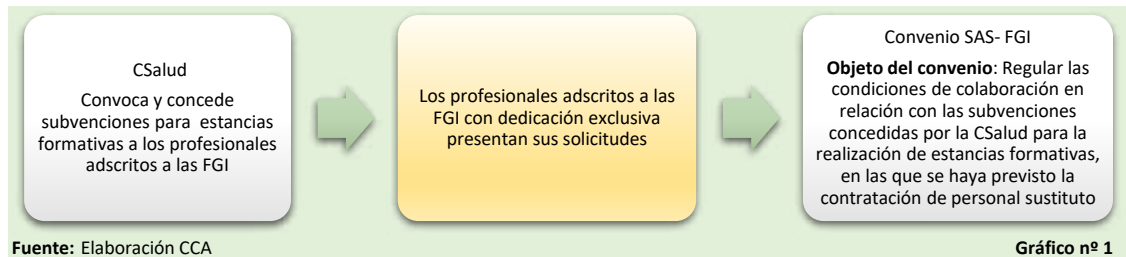 CSalud
Convoca y concede
subvenciones para estancias
formativas a los profesionales
adscritos a las FGI
Los profesionales adscritos a las
FGI con dedicación exclusiva
presentan sus solicitudes
Convenio SAS- FGI
Objeto del convenio: Regular las
condiciones de colaboración en
relación con las subvenciones
concedidas por la CSalud para la
realización de estancias formativas,
en las que se haya previsto la
contratación de personal sustituto
Fuente: Elaboración CCA
Gráfico nº 1